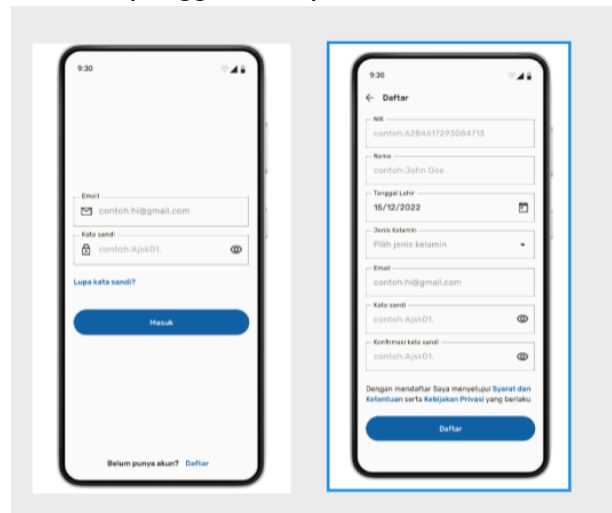 9:30
Email
contoh:hi@gmail.com
Kata sandi
contoh:Ajsk01.
Lupa kata sandi?
Masuk
Belum punya akun? Daftar
9:30
← Daftar
NIK
contoh:6284617293084713
Nama
contoh:John Doe
Tanggal Lahir
15/12/2022
Jenis Kelamin
Pilih jenis kelamin
Email
contoh:hi@gmail.com
Kata sandi
contoh:Ajsk01.
Konfirmasi kata sandi
contoh:Ajsk01.
Dengan mendaftar Saya menyetujui Syarat dan
Ketentuan serta Kebijakan Privasi yang berlaku
Daftar